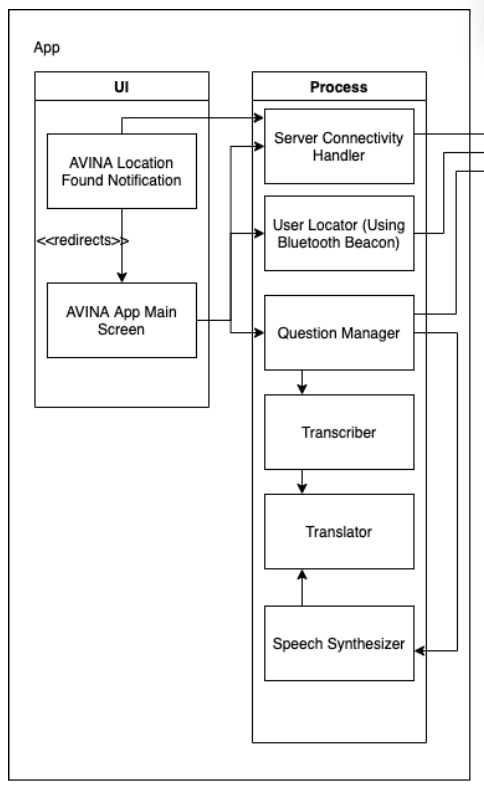 App
UI
Process
AVINA Location
Found Notification
<<redirects>>
AVINA App Main
Screen
Server Connectivity
Handler
User Locator (Using
Bluetooth Beacon)
Question Manager
Transcriber
Translator
Speech Synthesizer